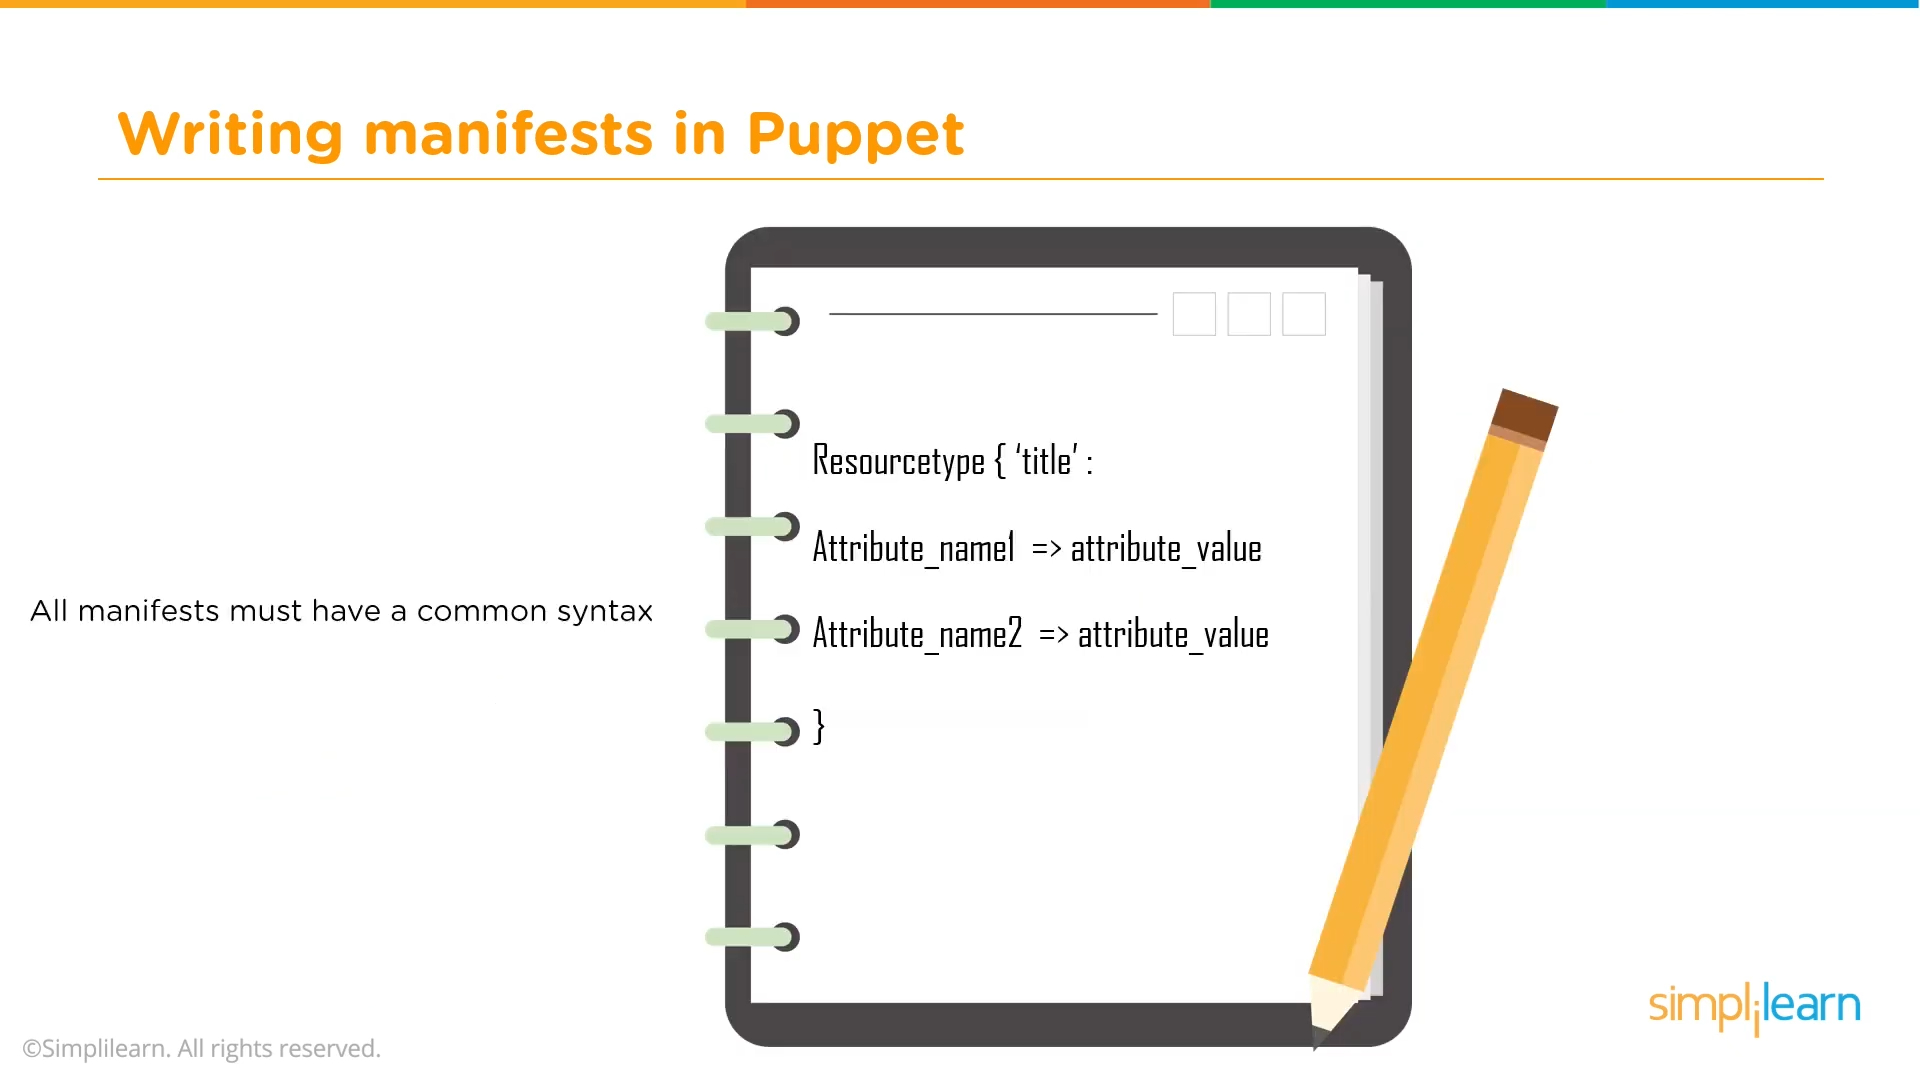 Writing manifests in Puppet
Resourcetype { ‘title’ :
Attribute_name1 => attribute_value
Attribute_name2 => attribute_value
}
All manifests must have a common syntax
simplilearn
©Simplilearn. All rights reserved.